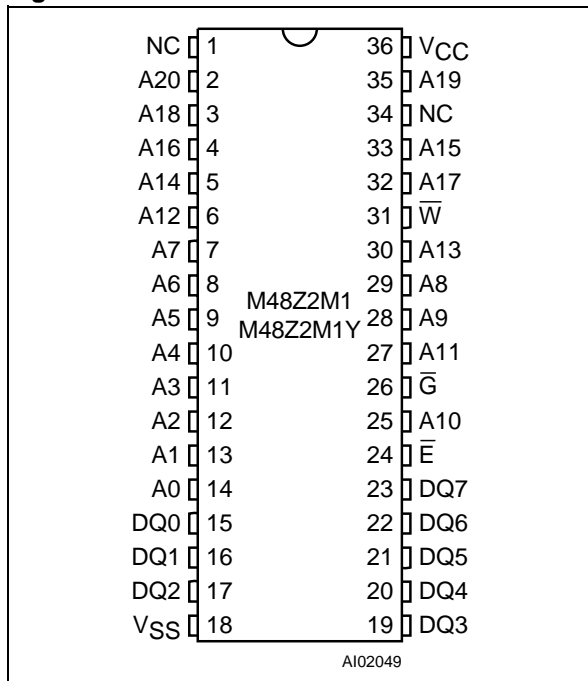 NC 1 36 VCC
A20 2 35 A19
A18 3 34 NC
A16 4 33 A15
A14 5 32 A17
A12 6 31 W̅
A7 7 30 A13
A6 8 29 A8
M48Z2M1
A5 9 28 A9
M48Z2M1Y
A4 10 27 A11
A3 11 26 G̅
A2 12 25 A10
A1 13 24 E̅
A0 14 23 DQ7
DQ0 15 22 DQ6
DQ1 16 21 DQ5
DQ2 17 20 DQ4
VSS 18 19 DQ3
AI02049